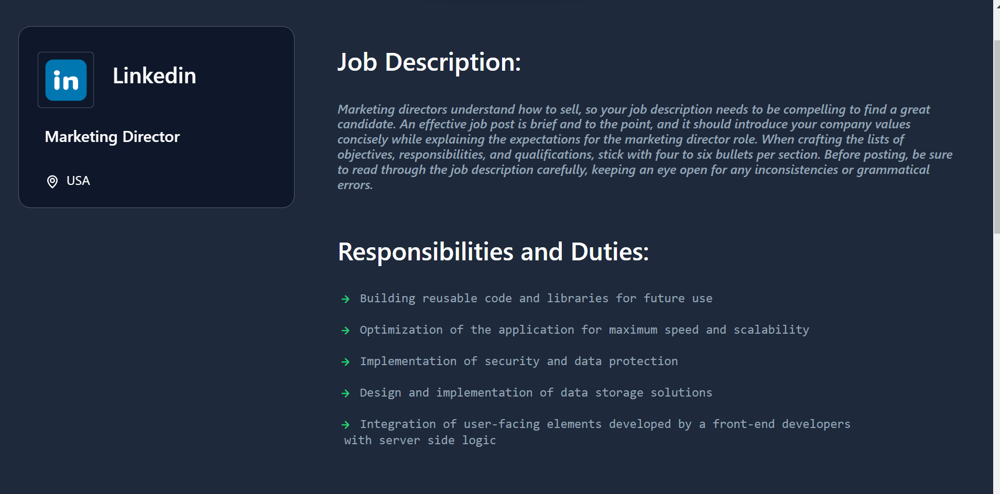 in
Linkedin
Marketing Director
USA
Job Description:
Marketing directors understand how to sell, so your job description needs to be compelling to find a great
candidate. An effective job post is brief and to the point, and it should introduce your company values
concisely while explaining the expectations for the marketing director role. When crafting the lists of
objectives, responsibilities, and qualifications, stick with four to six bullets per section. Before posting, be sure
to read through the job description carefully, keeping an eye open for any inconsistencies or grammatical
errors.
Responsibilities and Duties:
→ Building reusable code and libraries for future use
→ Optimization of the application for maximum speed and scalability
→ Implementation of security and data protection
→ Design and implementation of data storage solutions
→ Integration of user-facing elements developed by a front-end developers
with server side logic